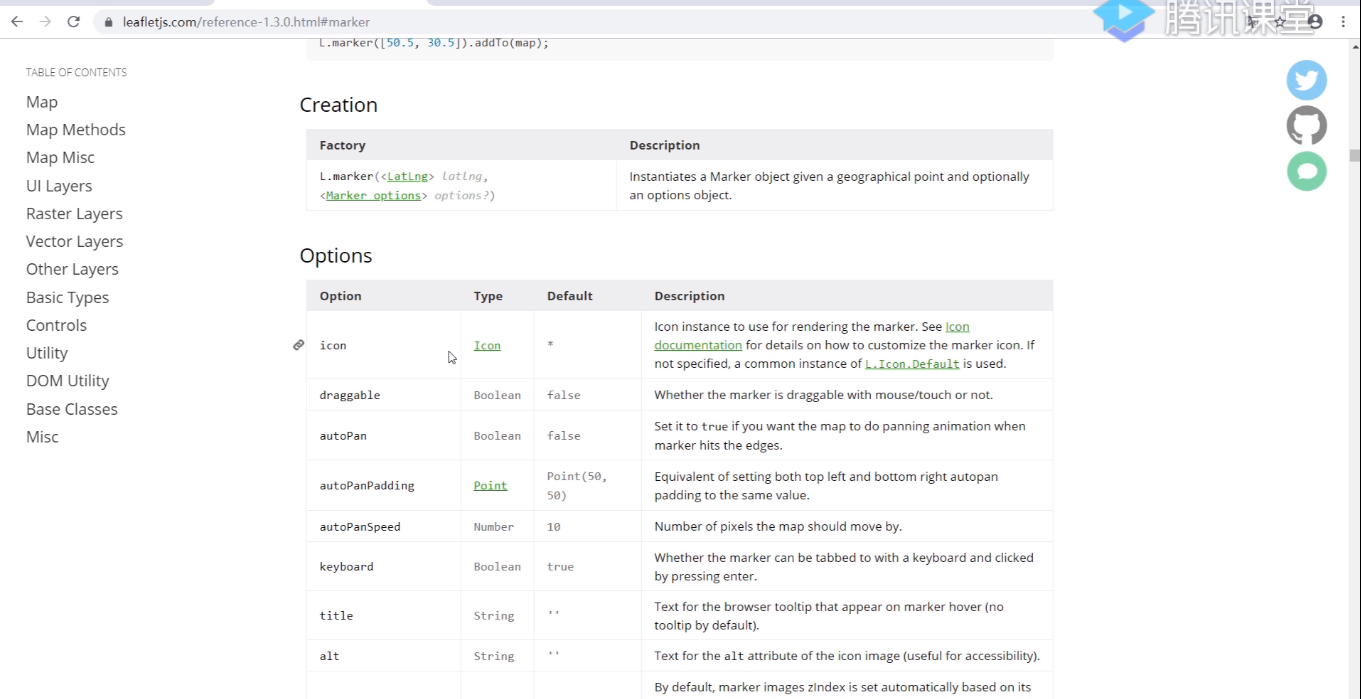 leafletjs.com/reference-1.3.0.html#marker
腾讯课堂
L.marker([50.5, 30.5]).addTo(map);
TABLE OF CONTENTS
Map
Map Methods
Map Misc
UI Layers
Raster Layers
Vector Layers
Other Layers
Basic Types
Controls
Utility
DOM Utility
Base Classes
Misc
Creation
Factory Description
L.marker(<LatLng> latlng,
<Marker options> options?)
Instantiates a Marker object given a geographical point and optionally
an options object.
Options
Option Type Default Description
icon Icon *
Icon instance to use for rendering the marker. See Icon
documentation for details on how to customize the marker icon. If
not specified, a common instance of L.Icon.Default is used.
draggable Boolean false Whether the marker is draggable with mouse/touch or not.
autoPan Boolean false
Set it to true if you want the map to do panning animation when
marker hits the edges.
autoPanPadding Point
Point(50,
50)
Equivalent of setting both top left and bottom right autopan
padding to the same value.
autoPanSpeed Number 10 Number of pixels the map should move by.
keyboard Boolean true
Whether the marker can be tabbed to with a keyboard and clicked
by pressing enter.
title String ''
Text for the browser tooltip that appear on marker hover (no
tooltip by default).
alt String '' Text for the alt attribute of the icon image (useful for accessibility).
By default, marker images zIndex is set automatically based on its